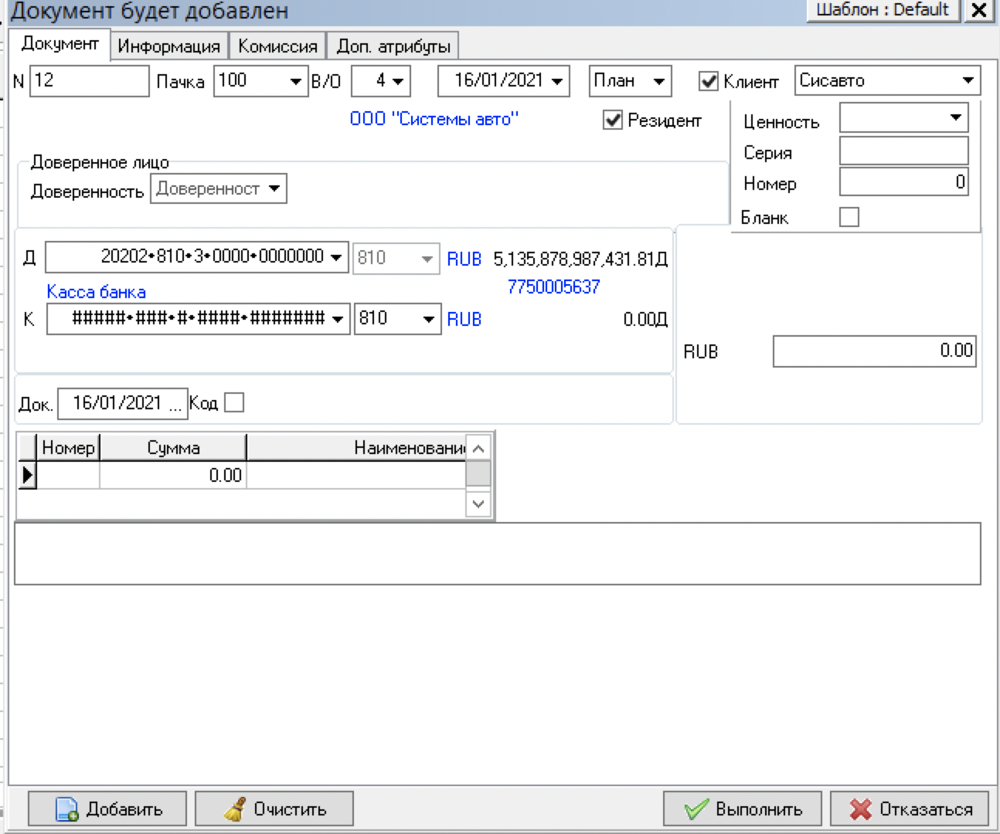 Документ будет добавлен Шаблон : Default
Документ Информация Комиссия Доп. атрибуты
N 12 Пачка 100 В/О 4 16/01/2021 План Клиент Сисавто
ООО "Системы авто" Резидент Ценность
Серия
Доверенное лицо
Доверенность Доверенност Номер 0
Бланк
Д 20202•810•3•0000•0000000 810 RUB 5,135,878,987,431.81Д
Касса банка 7750005637
К #####•###•#•####•####### 810 RUB 0.00Д
RUB 0.00
Док. 16/01/2021 ... Код
Номер Сумма Наименовани
0.00
Добавить Очистить Выполнить Отказаться